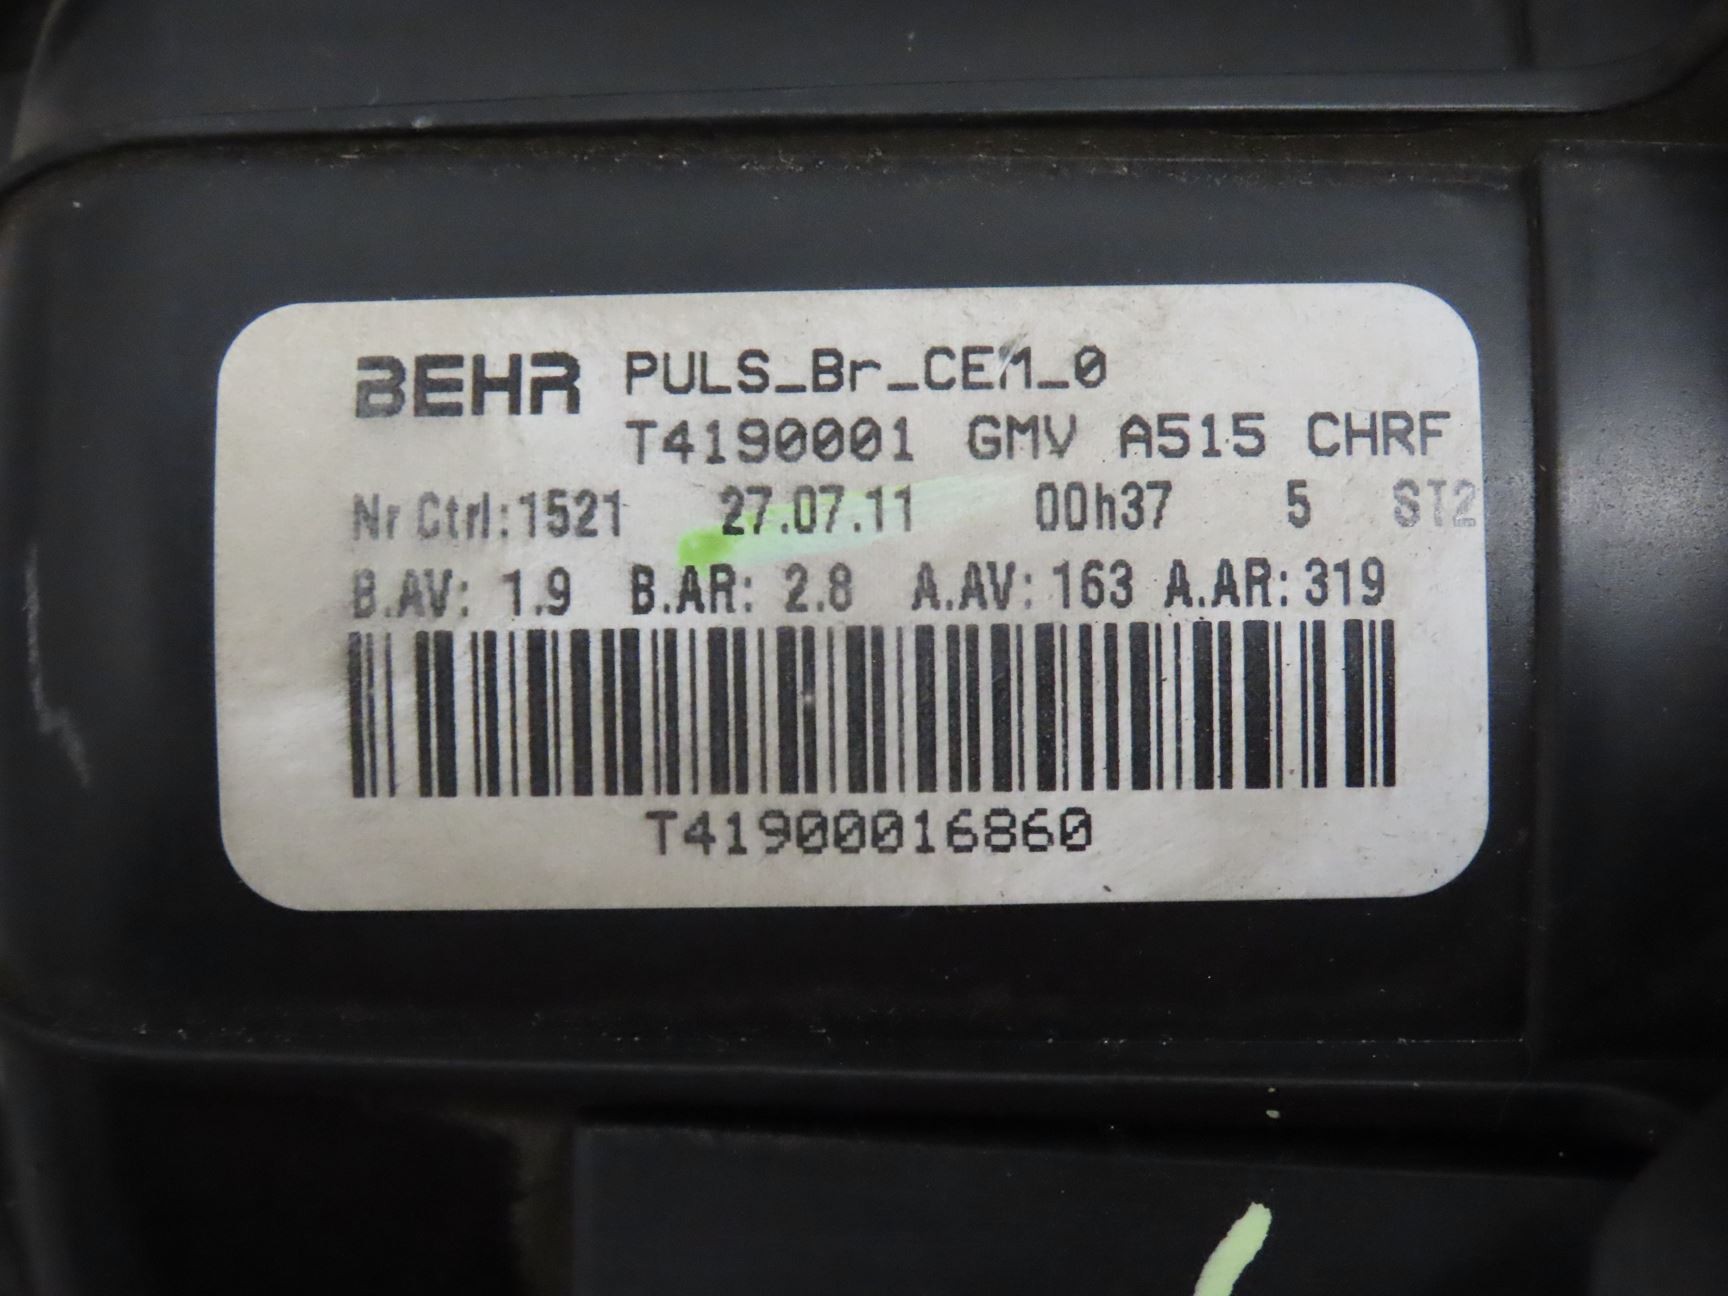 BEHR PULS_Br_CEM_0
T4190001 GMV A515 CHRF
Nr Ctrl:1521 27.07.11 00h37 5 ST2
B.AV: 1.9 B.AR: 2.8 A.AV: 163 A.AR: 319
T41900016860